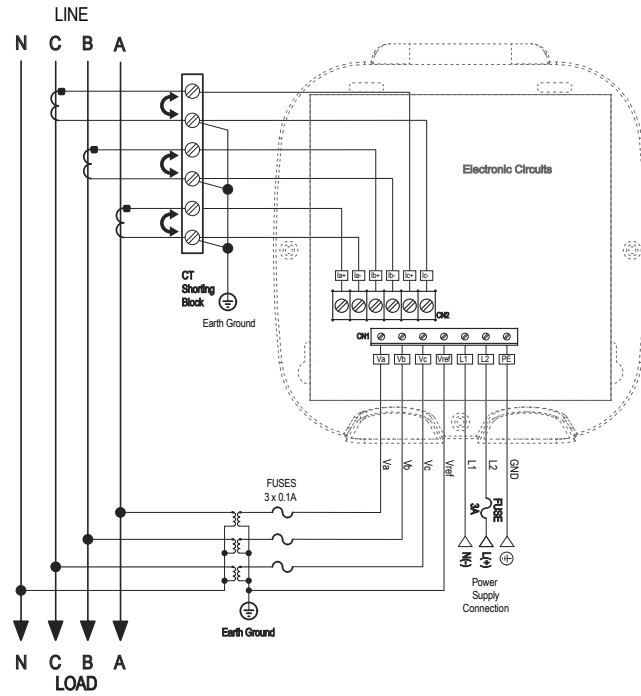 LINE
N C B A
Electronic Circuits
CT
Shorting
Block
Earth Ground
Ia+ Ia- Ib+ Ib- Ic+ Ic-
CN2
CN1
Va Vb Vc Vref L1 L2 PE
Va Vb Vc Vref L1 L2 GND
FUSES
3 x 0.1A
FUSE
3A
N(-) L(+)
Power
Supply
Connection
Earth Ground
N C B A
LOAD